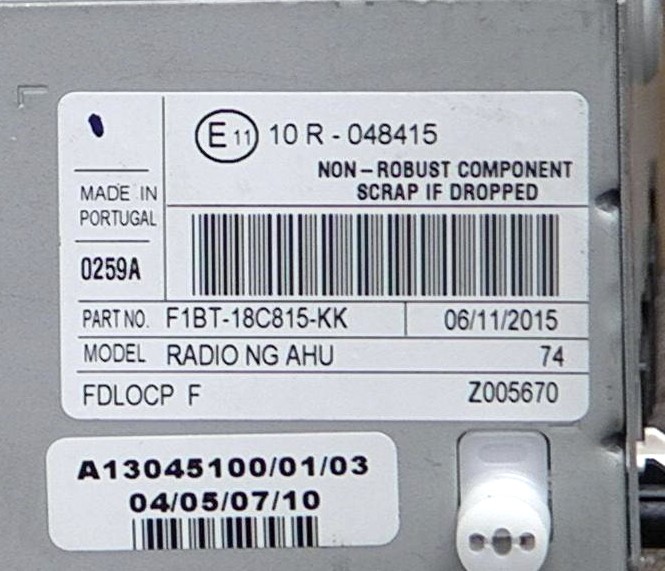 E 11 10 R - 048415
NON – ROBUST COMPONENT
SCRAP IF DROPPED
MADE IN
PORTUGAL
0259A
PART NO. F1BT-18C815-KK 06/11/2015
MODEL RADIO NG AHU 74
FDLOCP F Z005670
A13045100/01/03
04/05/07/10